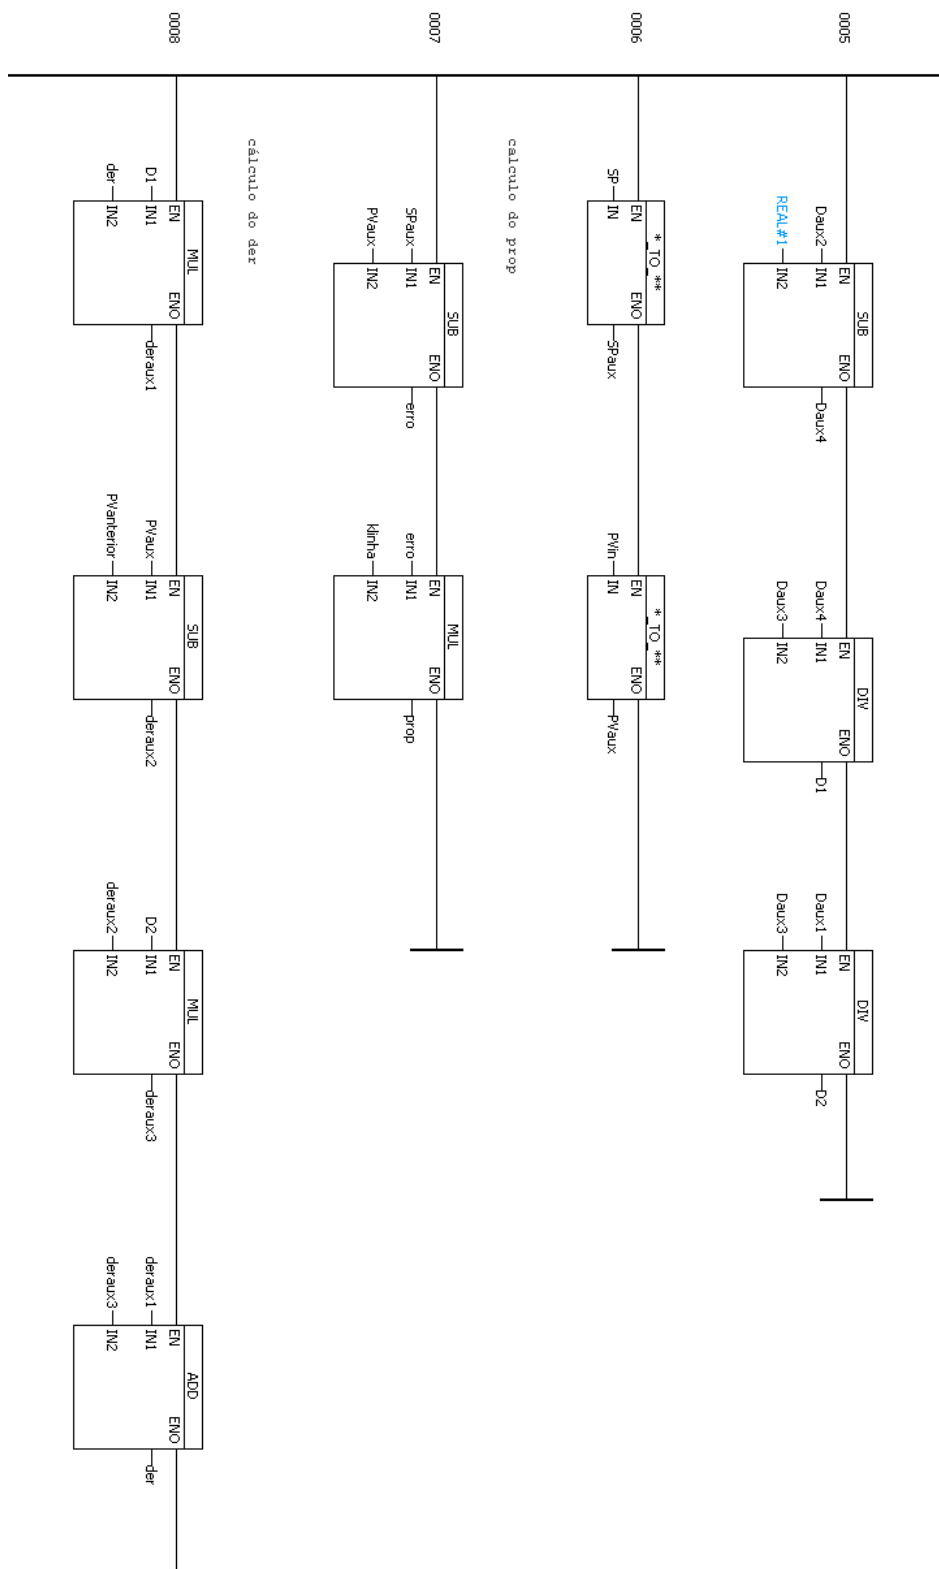 0005
SUB
EN ENO
Daux2 IN1 Daux4
REAL#1 IN2
DIV
EN ENO
Daux4 IN1 D1
Daux3 IN2
DIV
EN ENO
Daux1 IN1 D2
Daux3 IN2
0006
*_TO_**
EN ENO
SP IN SPaux
*_TO_**
EN ENO
PVin IN PVaux
calculo do prop
0007
SUB
EN ENO
SPaux IN1 erro
PVaux IN2
MUL
EN ENO
erro IN1 prop
klinha IN2
cálculo do der
0008
MUL
EN ENO
D1 IN1 deraux1
der IN2
SUB
EN ENO
PVaux IN1 deraux2
PVanterior IN2
MUL
EN ENO
D2 IN1 deraux3
deraux2 IN2
ADD
EN ENO
deraux1 IN1 der
deraux3 IN2